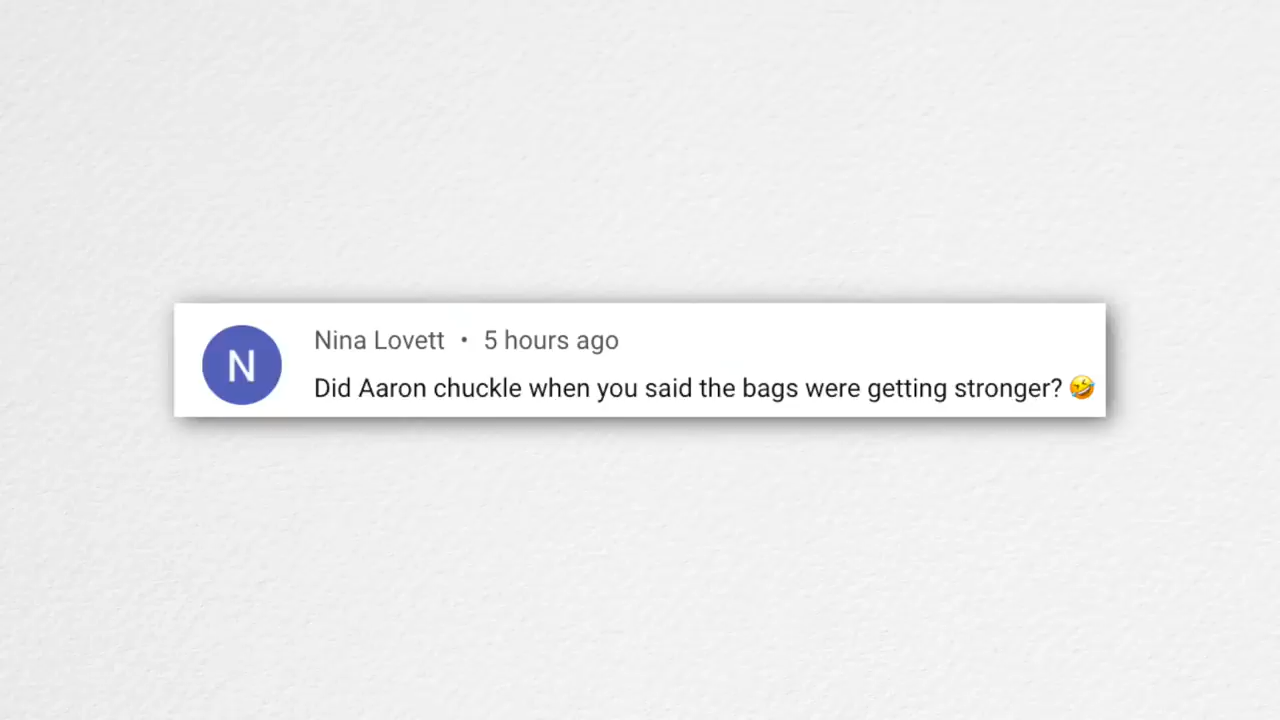 N
Nina Lovett • 5 hours ago
Did Aaron chuckle when you said the bags were getting stronger? 🤣